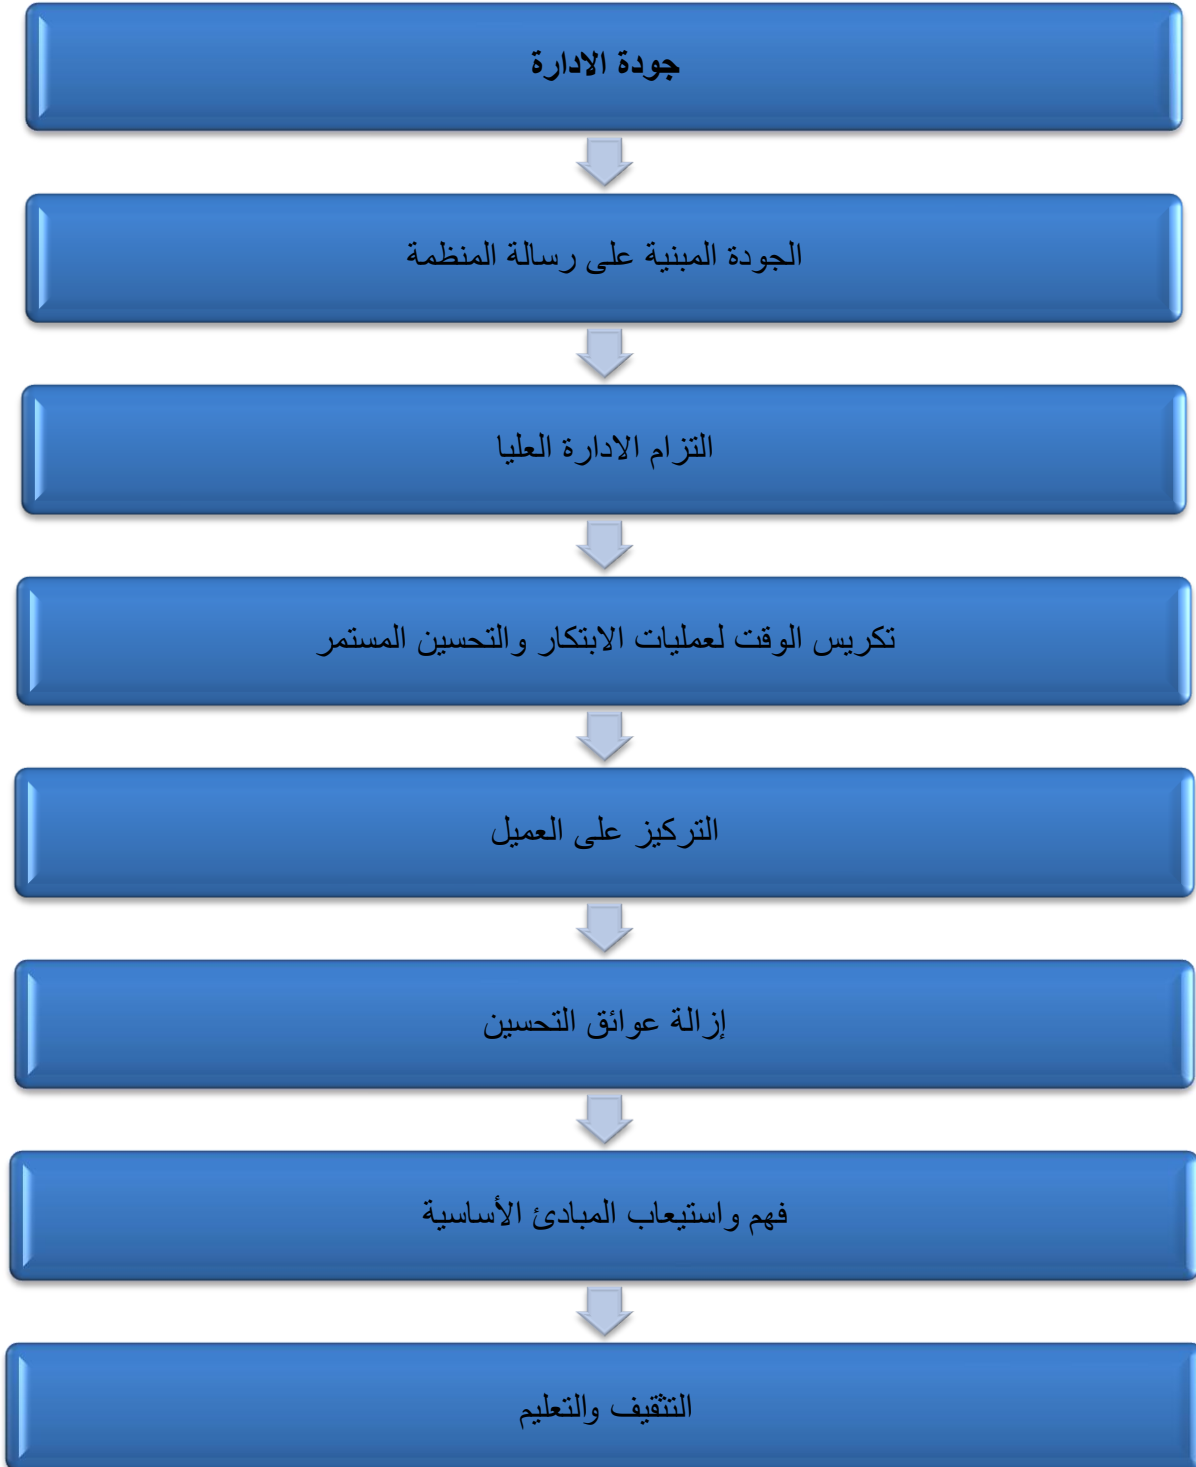 جودة الادارة
الجودة المبنية على رسالة المنظمة
التزام الادارة العليا
تكريس الوقت لعمليات الابتكار والتحسين المستمر
التركيز على العميل
إزالة عوائق التحسين
فهم واستيعاب المبادئ الأساسية
التثقيف والتعليم